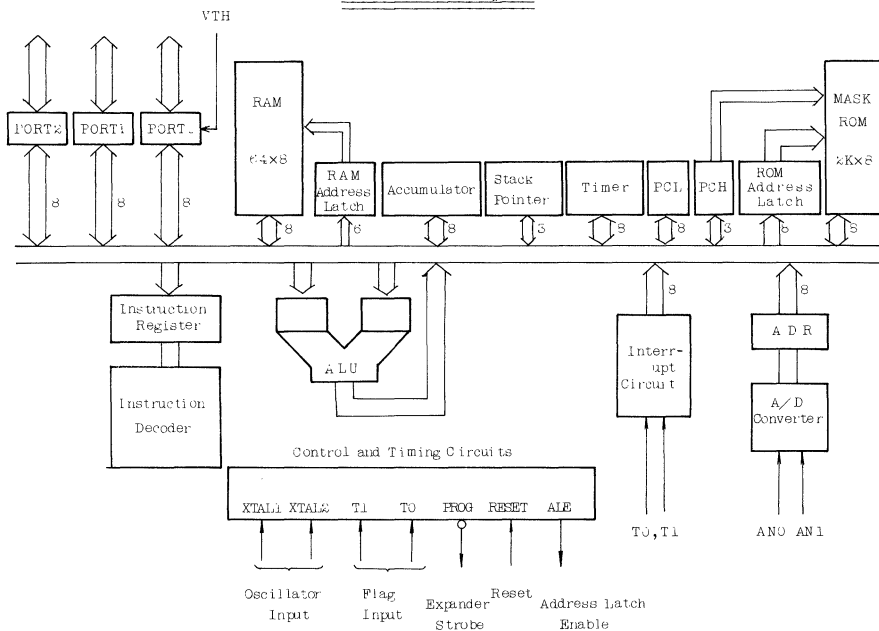 VTH
PORT2
PORT1
RAM
64×8
RAM
Address
Latch
Accumulator
Stack
Pointer
Timer
PCL
PCH
ROM
Address
Latch
MASK
ROM
2K×8
8
8
8
8
6
8
3
8
8
3
8
Instruction
Register
Instruction
Decoder
ALU
8
Interr-
upt
Circuit
8
ADR
A/D
Converter
T0,T1
AN0 AN1
Control and Timing Circuits
XTAL1 XTAL2 T1 T0 PROG RESET ALE
Oscillator
Input
Flag
Input
Expander
Strobe
Reset
Address Latch
Enable